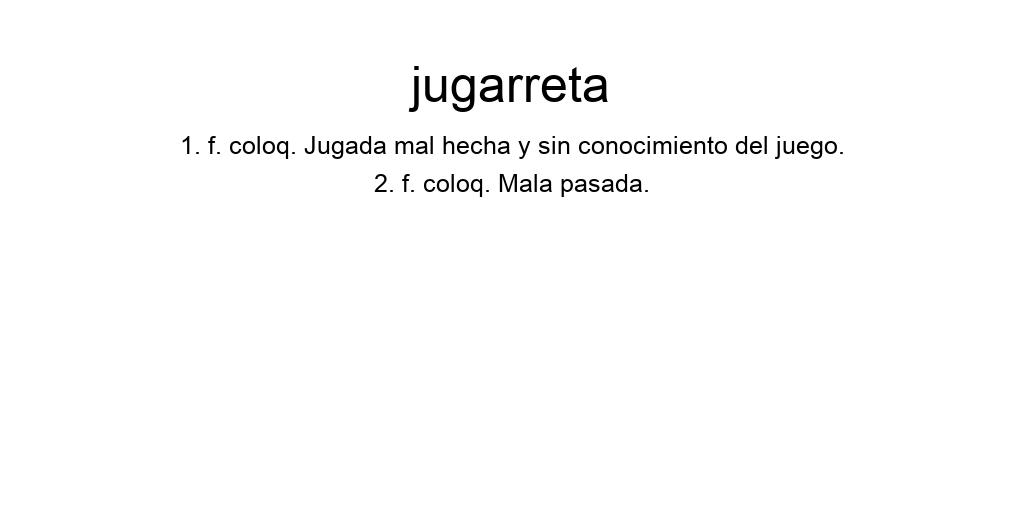 jugarreta
1. f. coloq. Jugada mal hecha y sin conocimiento del juego.
2. f. coloq. Mala pasada.